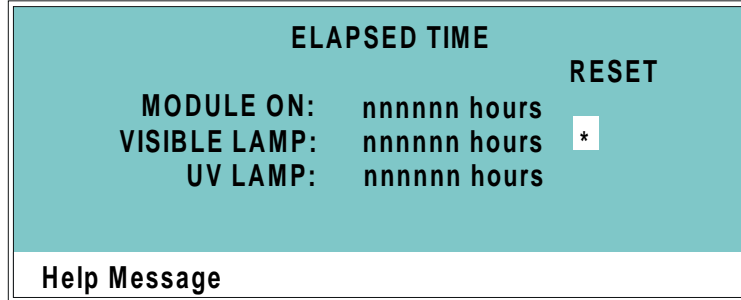 ELAPSED TIME
RESET
MODULE ON: nnnnnn hours
VISIBLE LAMP: nnnnnn hours *
UV LAMP: nnnnnn hours
Help Message